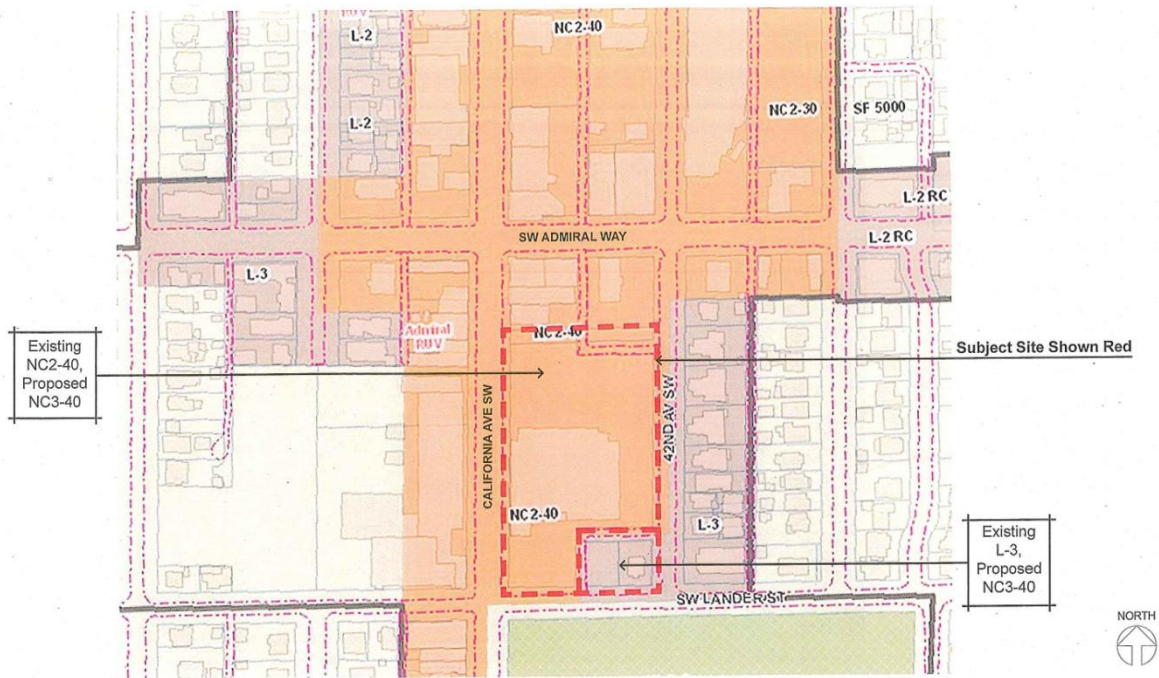 RUV
NC2-40
L-2
L-2
NC2-30
SF 5000
L-2 RC
SW ADMIRAL WAY
L-2 RC
L-3
Admiral
RUV
NC2-40
Existing
NC2-40,
Proposed
NC3-40
Subject Site Shown Red
CALIFORNIA AVE SW
42ND AV SW
NC2-40
L-3
Existing
L-3,
Proposed
NC3-40
SW LANDER ST
NORTH